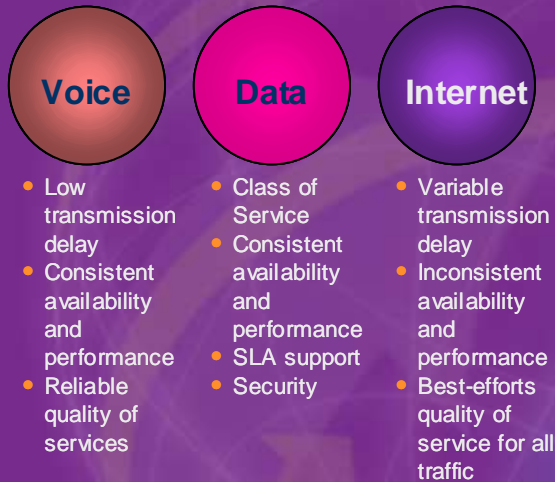 Voice
Data
Internet
Low
transmission
delay
Consistent
availability
and
performance
Reliable
quality of
services
Class of
Service
Consistent
availability
and
performance
SLA support
Security
Variable
transmission
delay
Inconsistent
availability
and
performance
Best-efforts
quality of
service for all
traffic